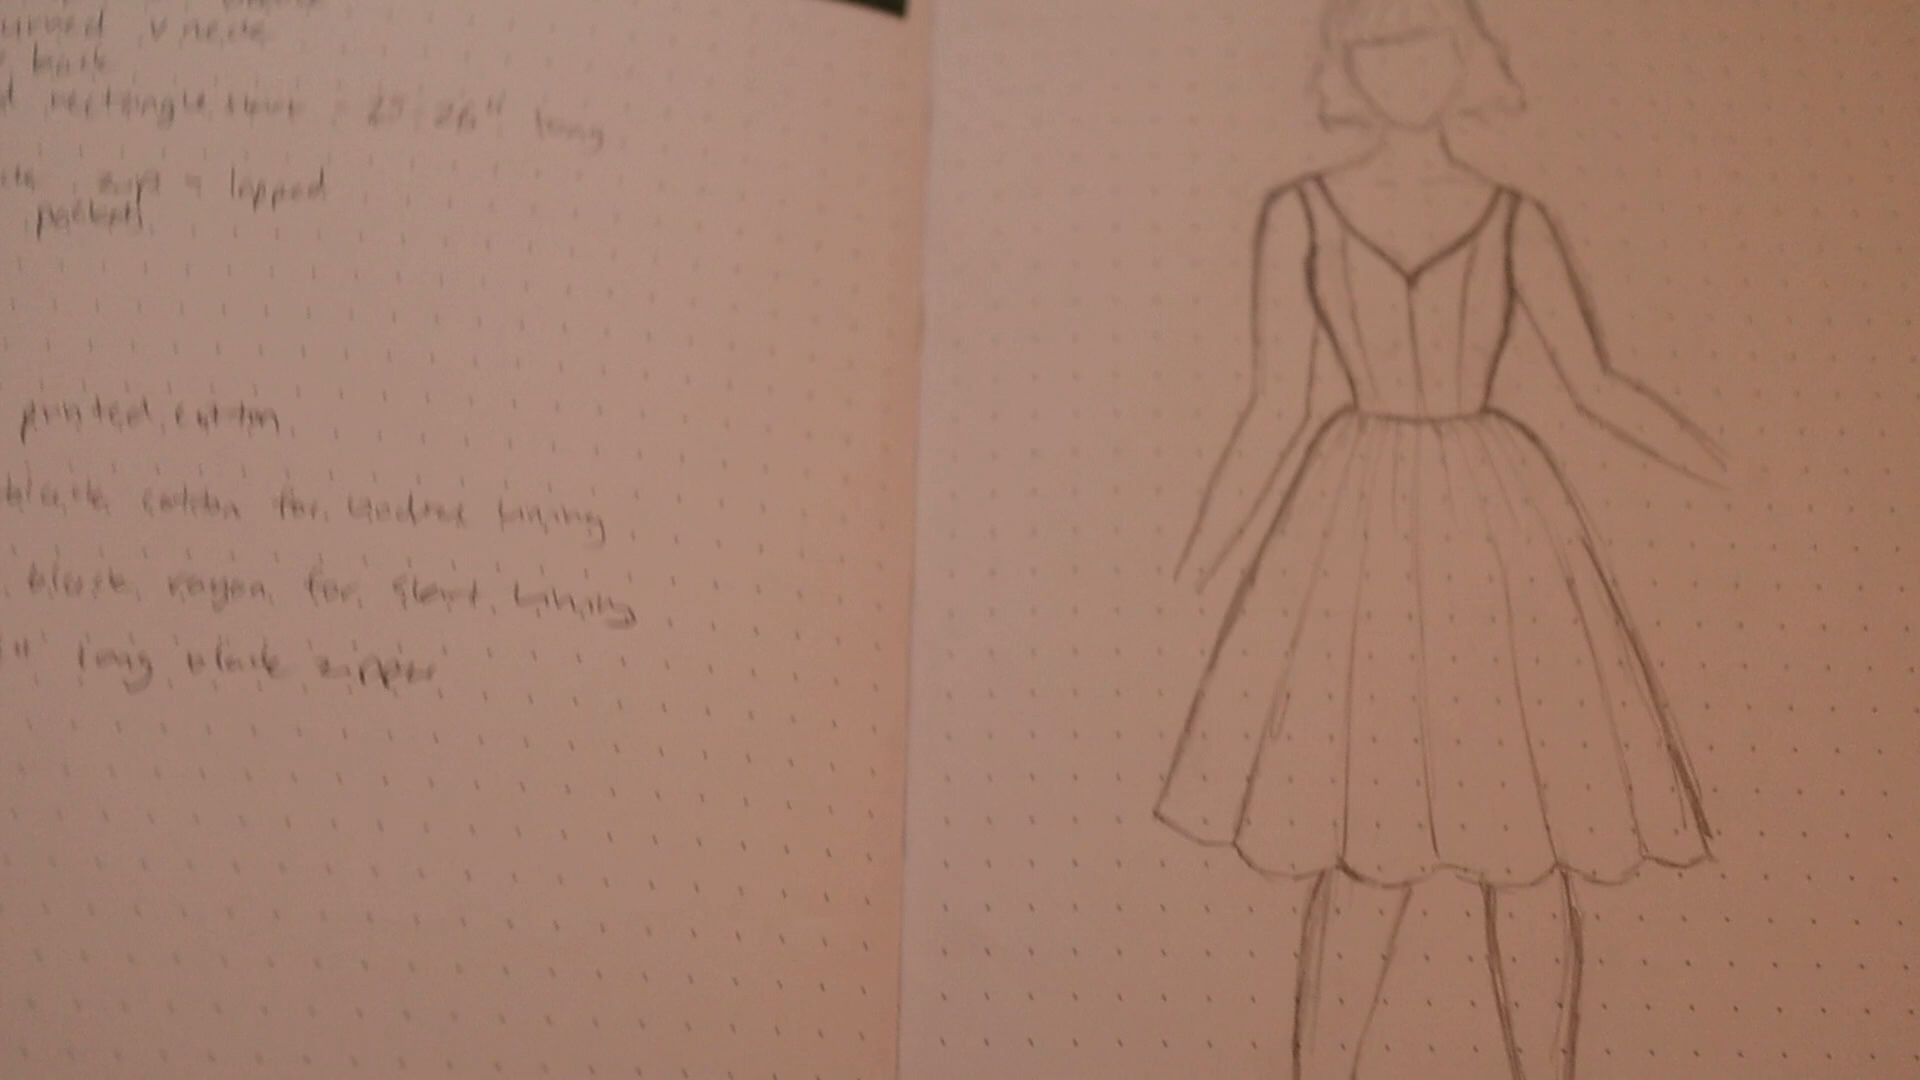 v neck
back
rectangle skirt : 25-26" long
lapped
pockets
printed cotton
black cotton for bodice lining
black rayon for skirt lining
" long black zipper